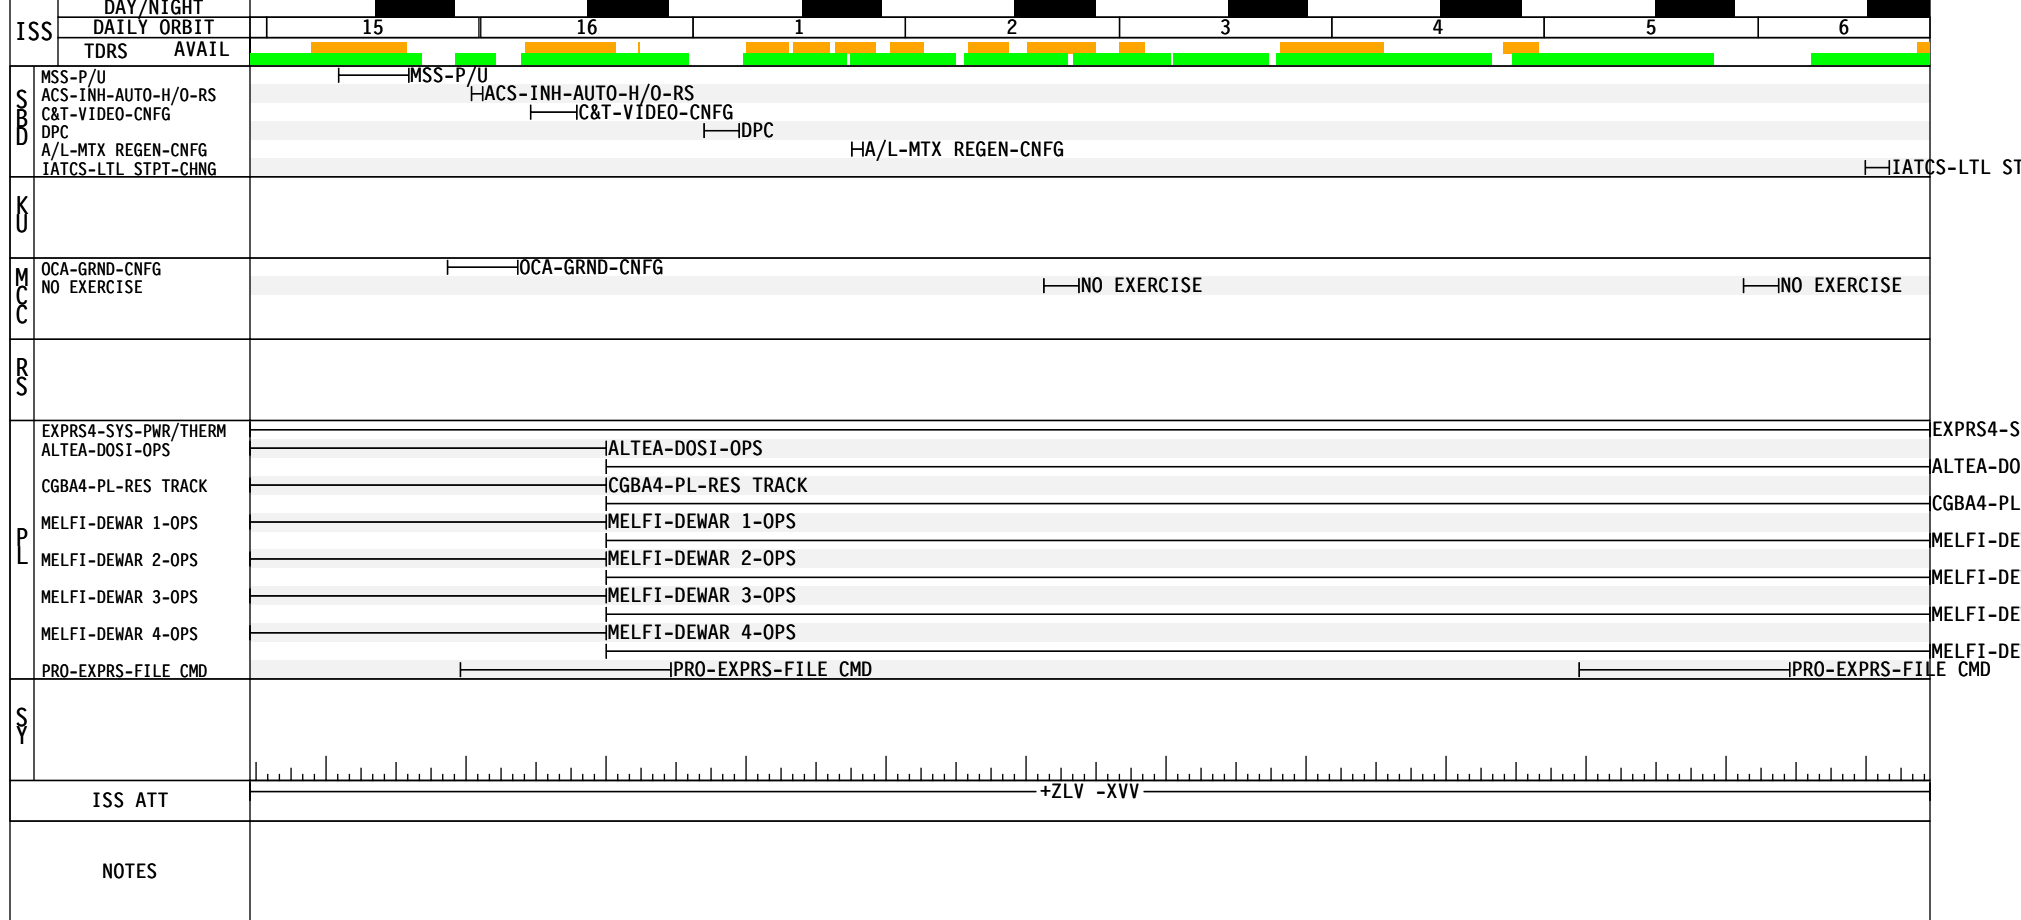 DAY/NIGHT
ISS
DAILY ORBIT 15 16 1 2 3 4 5 6
TDRS AVAIL
SBD
MSS-P/U MSS-P/U
ACS-INH-AUTO-H/O-RS ACS-INH-AUTO-H/O-RS
C&T-VIDEO-CNFG C&T-VIDEO-CNFG
DPC DPC
A/L-MTX REGEN-CNFG A/L-MTX REGEN-CNFG
IATCS-LTL STPT-CHNG IATCS-LTL ST
KU
MCC
OCA-GRND-CNFG OCA-GRND-CNFG
NO EXERCISE NO EXERCISE NO EXERCISE
RS
PL
EXPRS4-SYS-PWR/THERM EXPRS4-S
ALTEA-DOSI-OPS ALTEA-DOSI-OPS
ALTEA-DO
CGBA4-PL-RES TRACK CGBA4-PL-RES TRACK
CGBA4-PL
MELFI-DEWAR 1-OPS MELFI-DEWAR 1-OPS
MELFI-DE
MELFI-DEWAR 2-OPS MELFI-DEWAR 2-OPS
MELFI-DE
MELFI-DEWAR 3-OPS MELFI-DEWAR 3-OPS
MELFI-DE
MELFI-DEWAR 4-OPS MELFI-DEWAR 4-OPS
MELFI-DE
PRO-EXPRS-FILE CMD PRO-EXPRS-FILE CMD PRO-EXPRS-FILE CMD
SY
ISS ATT +ZLV -XVV
NOTES